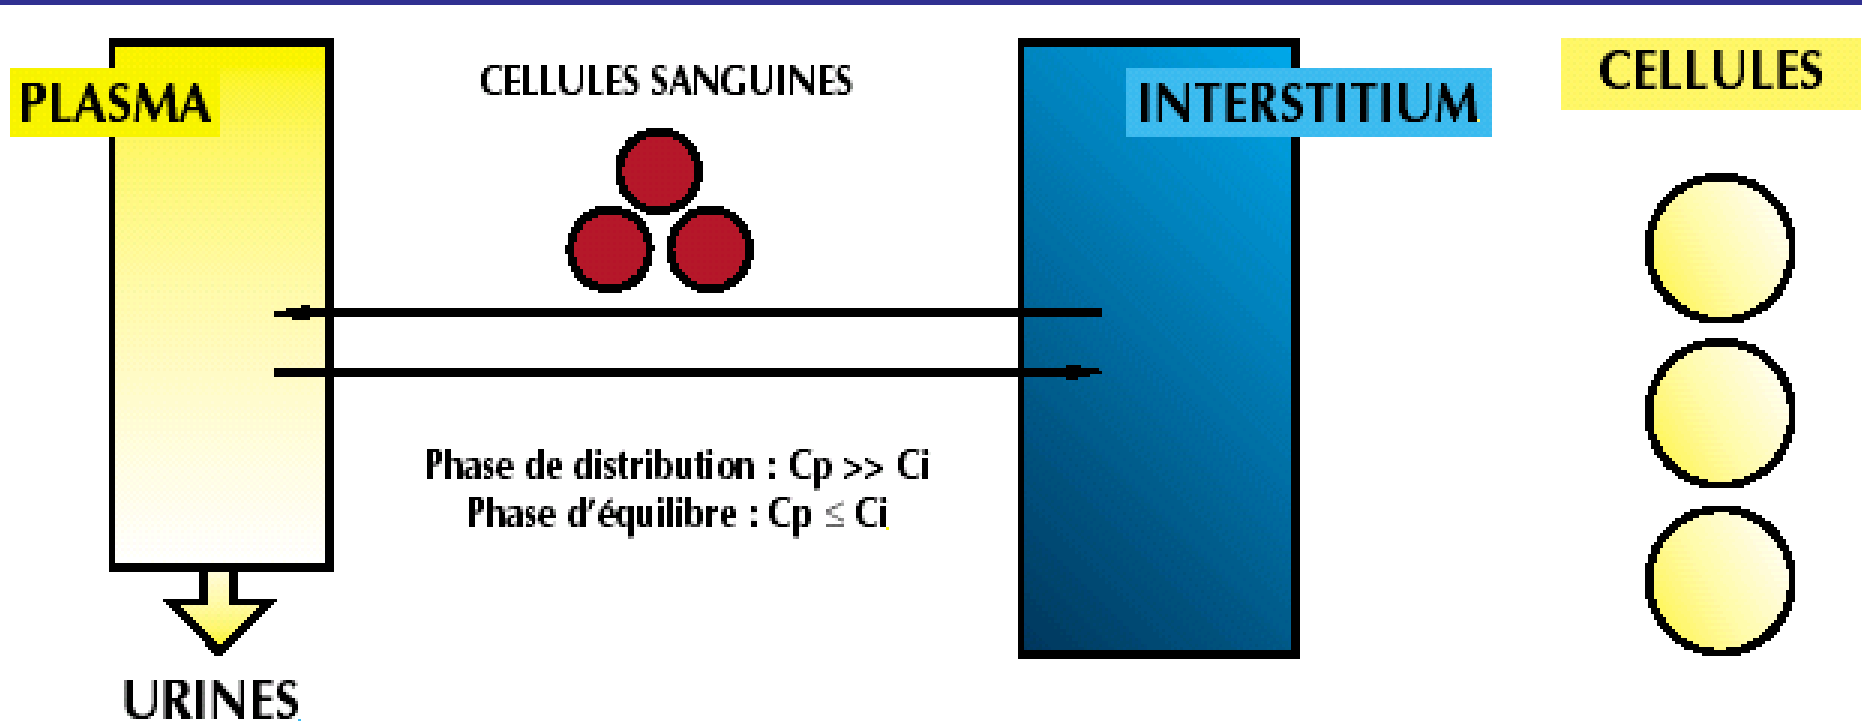 PLASMA
CELLULES SANGUINES
INTERSTITIUM
CELLULES
Phase de distribution : Cp >> Ci
Phase d'équilibre : Cp ≤ Ci
URINES